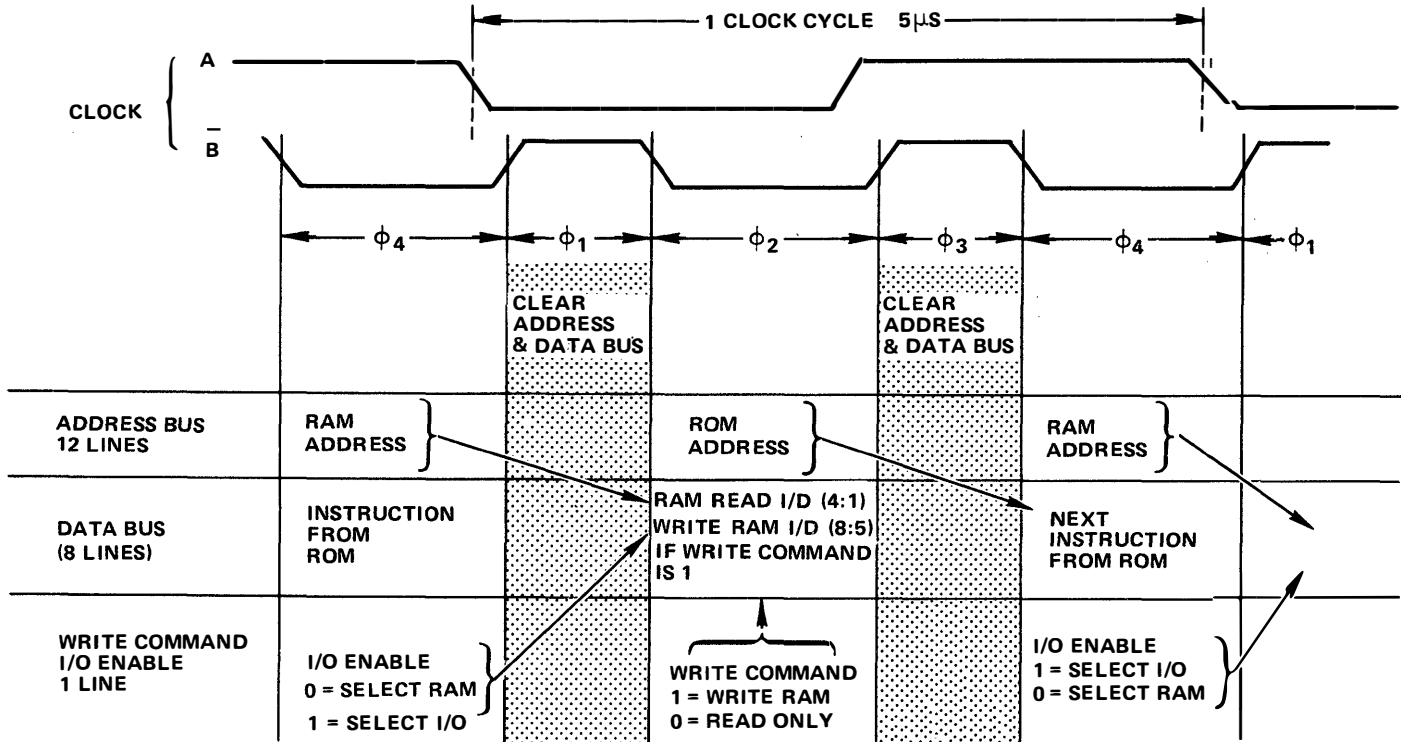 1 CLOCK CYCLE 5μS
A
CLOCK
B̅
ϕ4
ϕ1
ϕ2
ϕ3
ϕ4
ϕ1
CLEAR
ADDRESS
& DATA BUS
CLEAR
ADDRESS
& DATA BUS
ADDRESS BUS
12 LINES
RAM
ADDRESS
ROM
ADDRESS
RAM
ADDRESS
DATA BUS
(8 LINES)
INSTRUCTION
FROM
ROM
RAM READ I/D (4:1)
WRITE RAM I/D (8:5)
IF WRITE COMMAND
IS 1
NEXT
INSTRUCTION
FROM ROM
WRITE COMMAND
I/O ENABLE
1 LINE
I/O ENABLE
0 = SELECT RAM
1 = SELECT I/O
WRITE COMMAND
1 = WRITE RAM
0 = READ ONLY
I/O ENABLE
1 = SELECT I/O
0 = SELECT RAM